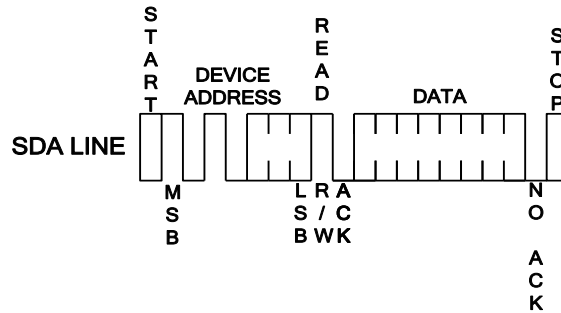 START
READ
STOP
DEVICE
ADDRESS
DATA
SDA LINE
MSB
LSB
R/W
ACK
NO ACK